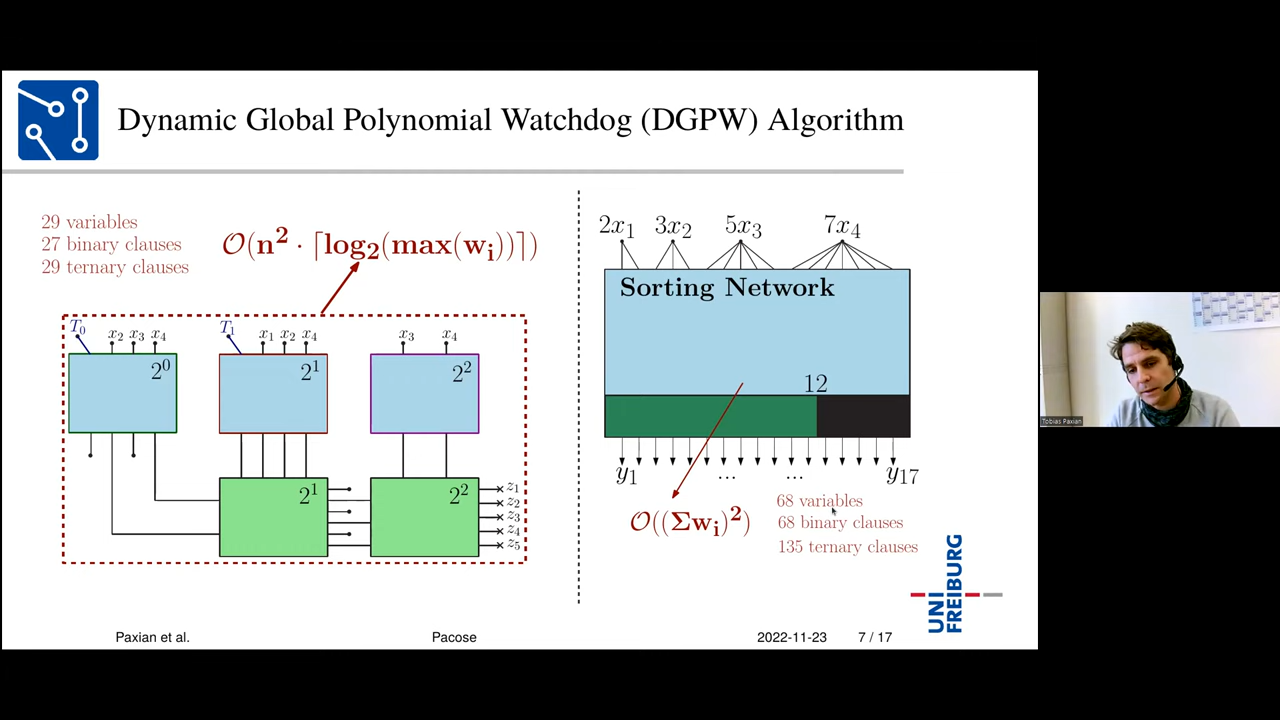 Dynamic Global Polynomial Watchdog (DGPW) Algorithm
29 variables
27 binary clauses
29 ternary clauses
𝒪(n² · ⌈log₂(max(wᵢ))⌉)
T₀ x₂ x₃ x₄
2⁰
T₁ x₁ x₂ x₄
2¹
x₃ x₄
2²
2¹
2²
z₁
z₂
z₃
z₄
z₅
2x₁ 3x₂ 5x₃ 7x₄
Sorting Network
12
y₁ ... ... y₁₇
𝒪((Σwᵢ)²)
68 variables
68 binary clauses
135 ternary clauses
UNI
FREIBURG
Paxian et al. Pacose 2022-11-23 7 / 17
Tobias Paxian